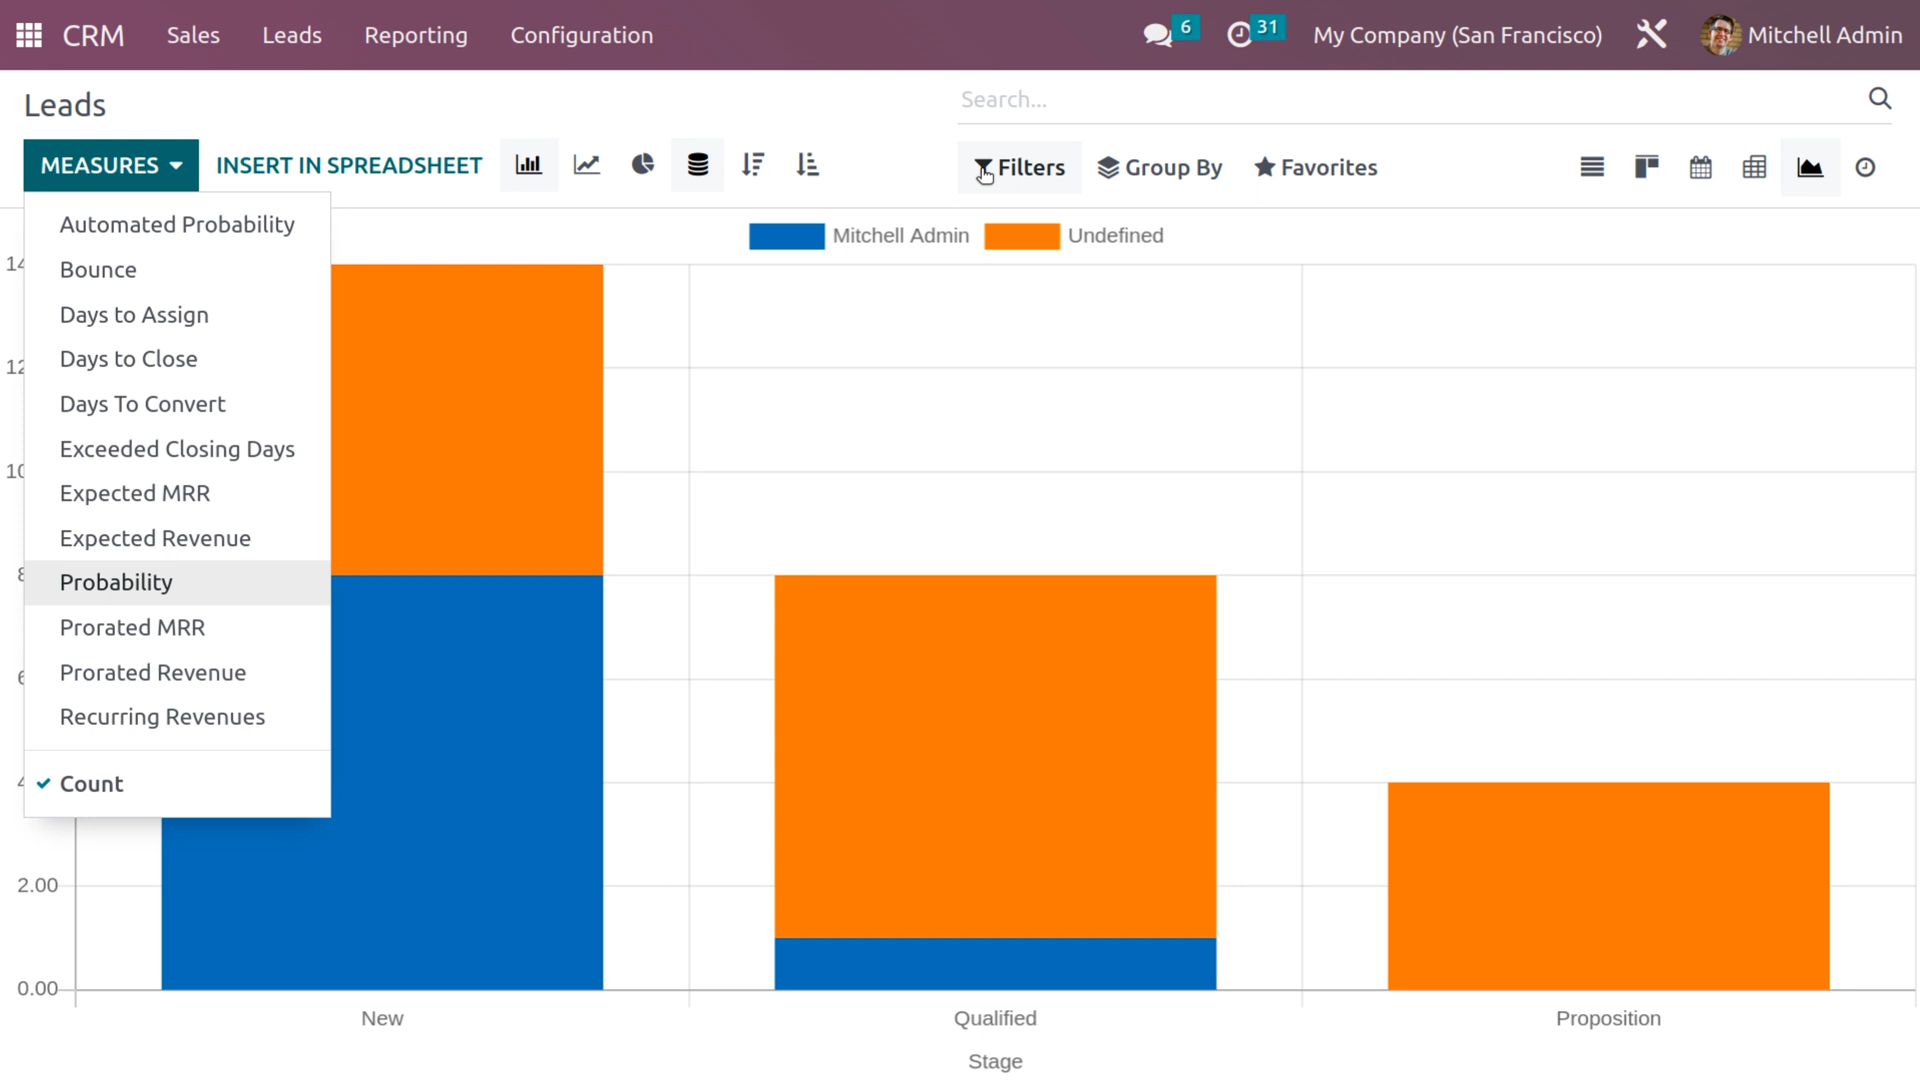 CRM Sales Leads Reporting Configuration 6 31 My Company (San Francisco) Mitchell Admin
Leads
Search...
MEASURES INSERT IN SPREADSHEET Filters Group By Favorites
Mitchell Admin Undefined
Automated Probability
Bounce
Days to Assign
Days to Close
Days To Convert
Exceeded Closing Days
Expected MRR
Expected Revenue
Probability
Prorated MRR
Prorated Revenue
Recurring Revenues
Count
2.00
0.00
New Qualified Proposition
Stage